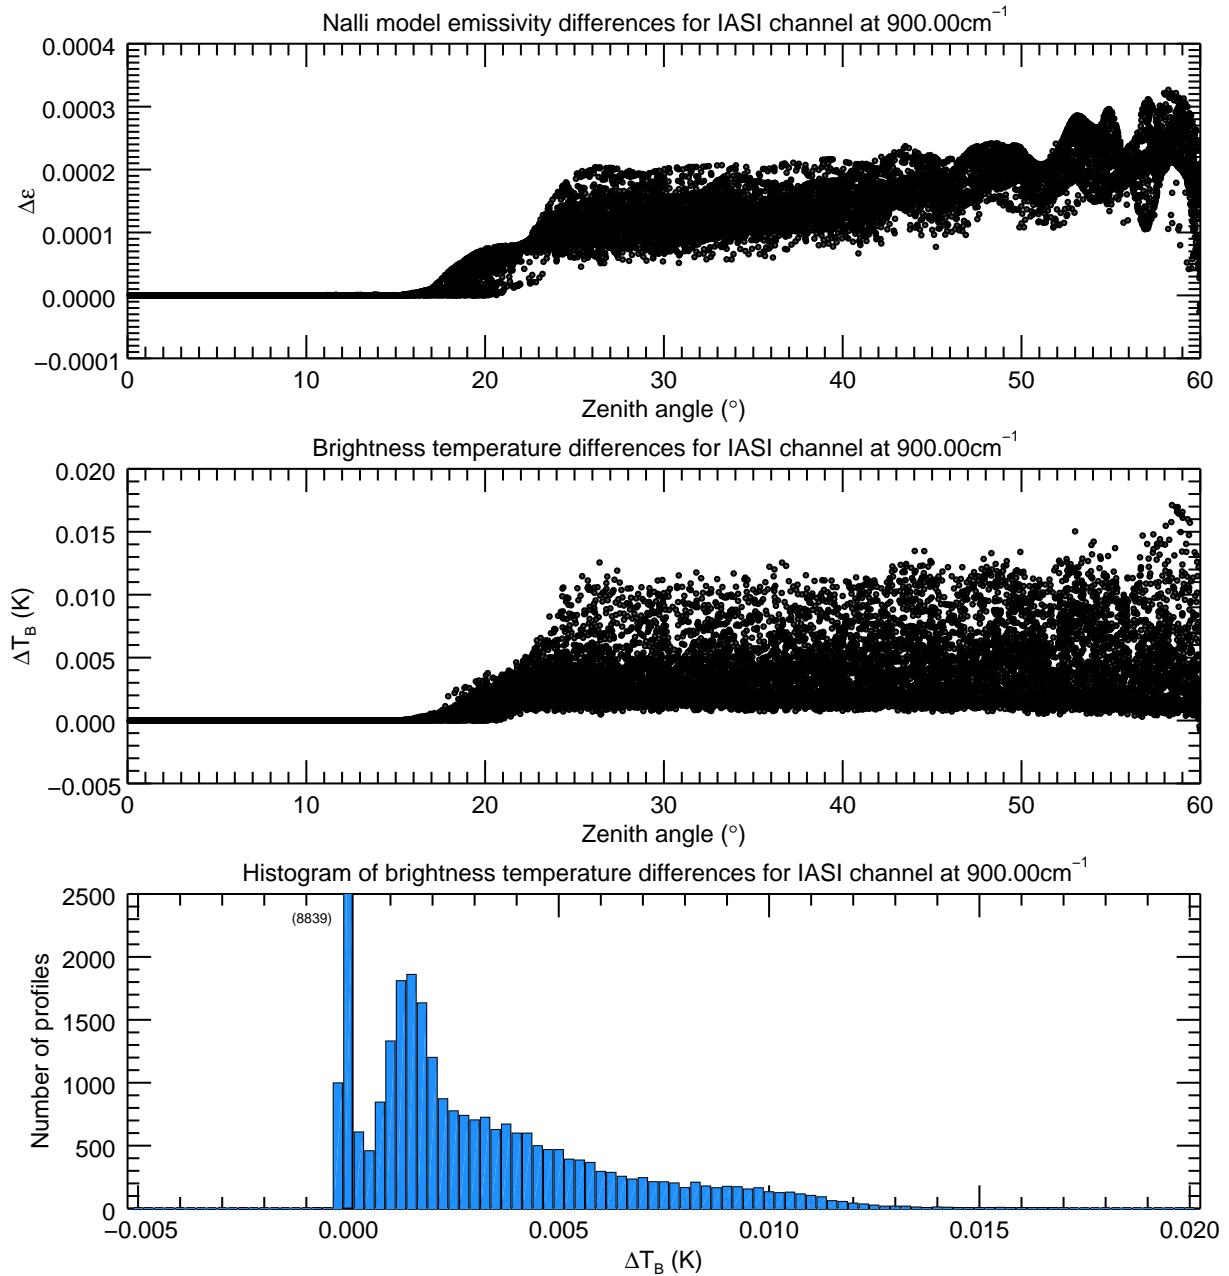 Nalli model emissivity differences for IASI channel at 900.00cm⁻¹
0.0004
0.0003
0.0002
0.0001
0.0000
−0.0001
Δε
0 10 20 30 40 50 60
Zenith angle (°)
Brightness temperature differences for IASI channel at 900.00cm⁻¹
0.020
0.015
0.010
0.005
0.000
−0.005
ΔT_B (K)
0 10 20 30 40 50 60
Zenith angle (°)
Histogram of brightness temperature differences for IASI channel at 900.00cm⁻¹
2500
(8839)
2000
1500
1000
500
0
Number of profiles
−0.005 0.000 0.005 0.010 0.015 0.020
ΔT_B (K)